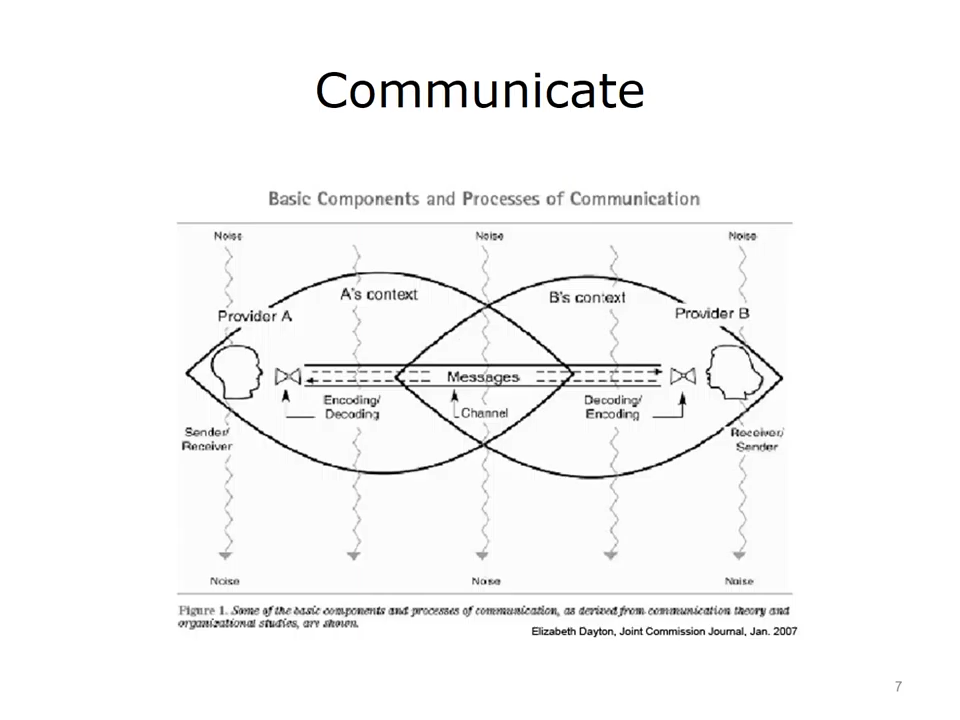 Communicate
Basic Components and Processes of Communication
Noise Noise Noise
A's context B's context
Provider A Provider B
Messages
Encoding/
Decoding
Channel
Decoding/
Encoding
Sender/
Receiver
Receiver/
Sender
Noise Noise Noise
Figure 1. Some of the basic components and processes of communication, as derived from communication theory and
organizational studies, are shown.
Elizabeth Dayton, Joint Commission Journal, Jan. 2007
7